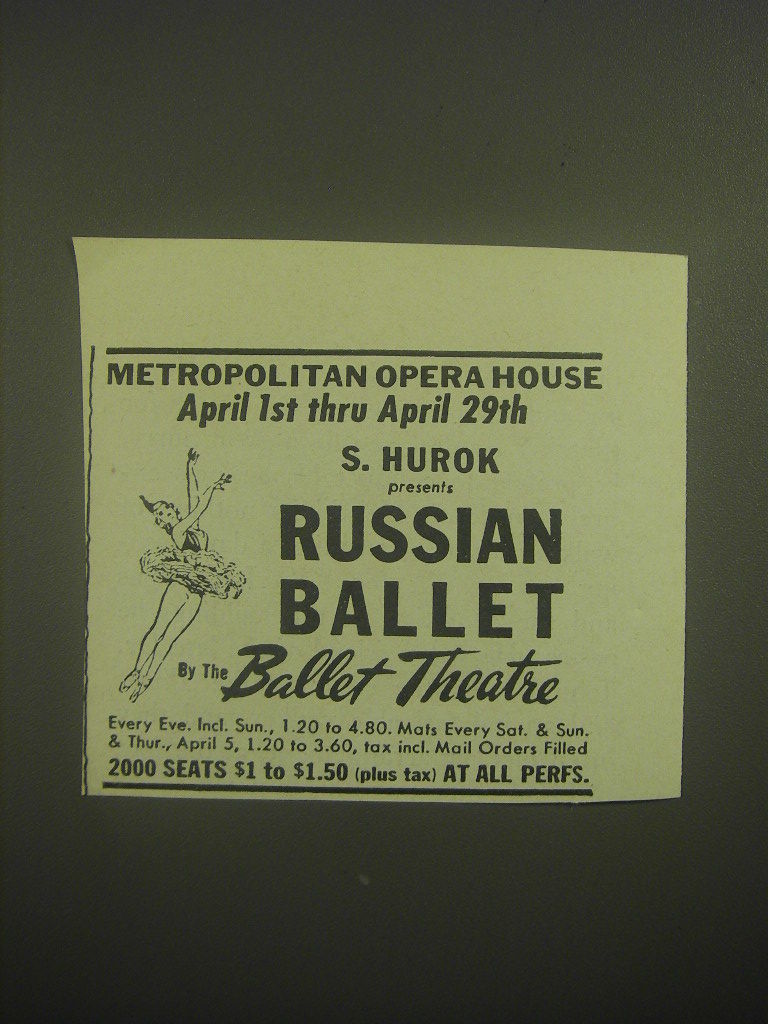 METROPOLITAN OPERA HOUSE
April 1st thru April 29th
S. HUROK
presents
RUSSIAN
BALLET
By The Ballet Theatre
Every Eve. Incl. Sun., 1.20 to 4.80. Mats Every Sat. & Sun.
& Thur., April 5, 1.20 to 3.60, tax incl. Mail Orders Filled
2000 SEATS $1 to $1.50 (plus tax) AT ALL PERFS.